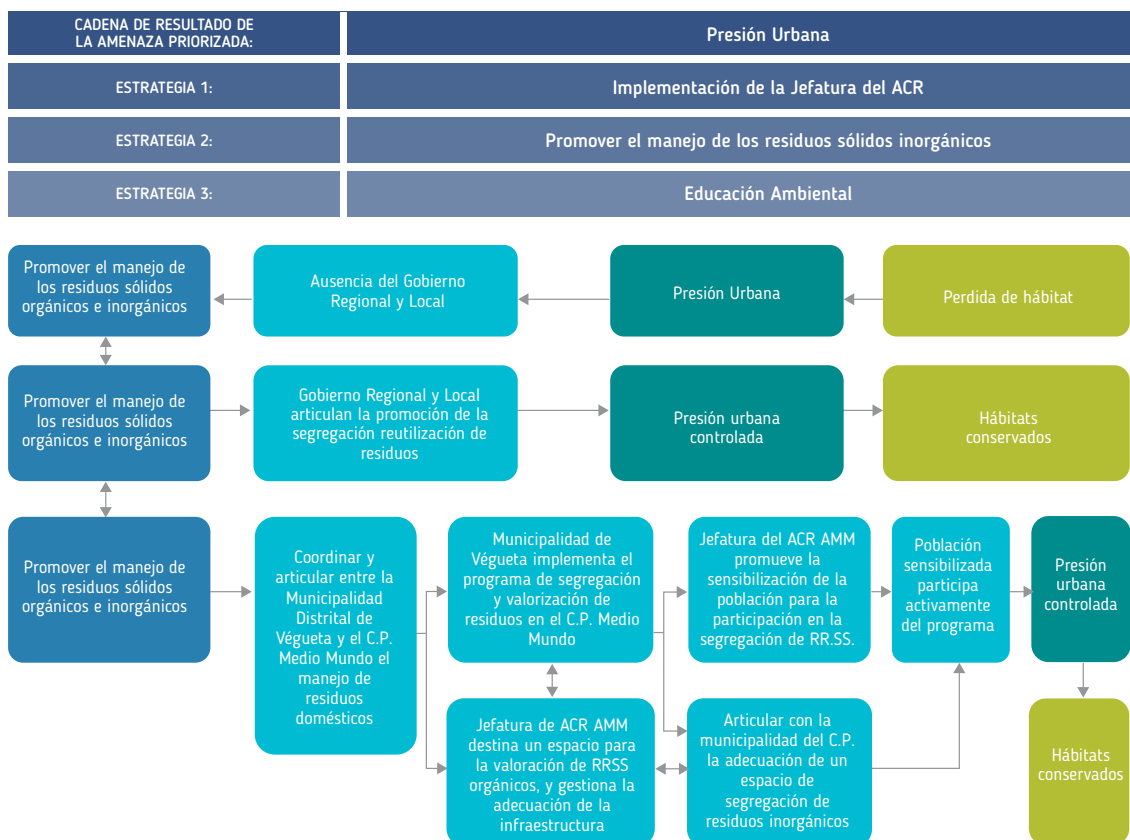 CADENA DE RESULTADO DE
LA AMENAZA PRIORIZADA:
Presión Urbana
ESTRATEGIA 1:
Implementación de la Jefatura del ACR
ESTRATEGIA 2:
Promover el manejo de los residuos sólidos inorgánicos
ESTRATEGIA 3:
Educación Ambiental
Promover el manejo de
los residuos sólidos
orgánicos e inorgánicos
Ausencia del Gobierno
Regional y Local
Presión Urbana
Perdida de hábitat
Promover el manejo de
los residuos sólidos
orgánicos e inorgánicos
Gobierno Regional y Local
articulan la promoción de la
segregación reutilización de
residuos
Presión urbana
controlada
Hábitats
conservados
Promover el manejo de
los residuos sólidos
orgánicos e inorgánicos
Coordinar y
articular entre la
Municipalidad
Distrital de
Végueta y el C.P.
Medio Mundo el
manejo de
residuos
domésticos
Municipalidad de
Végueta implementa el
programa de segregación
y valorización de
residuos en el C.P. Medio
Mundo
Jefatura del ACR AMM
promueve la
sensibilización de la
población para la
participación en la
segregación de RR.SS.
Población
sensibilizada
participa
activamente
del programa
Presión
urbana
controlada
Jefatura de ACR AMM
destina un espacio para
la valoración de RRSS
orgánicos, y gestiona la
adecuación de la
infraestructura
Articular con la
municipalidad del C.P.
la adecuación de un
espacio de
segregación de
residuos inorgánicos
Hábitats
conservados